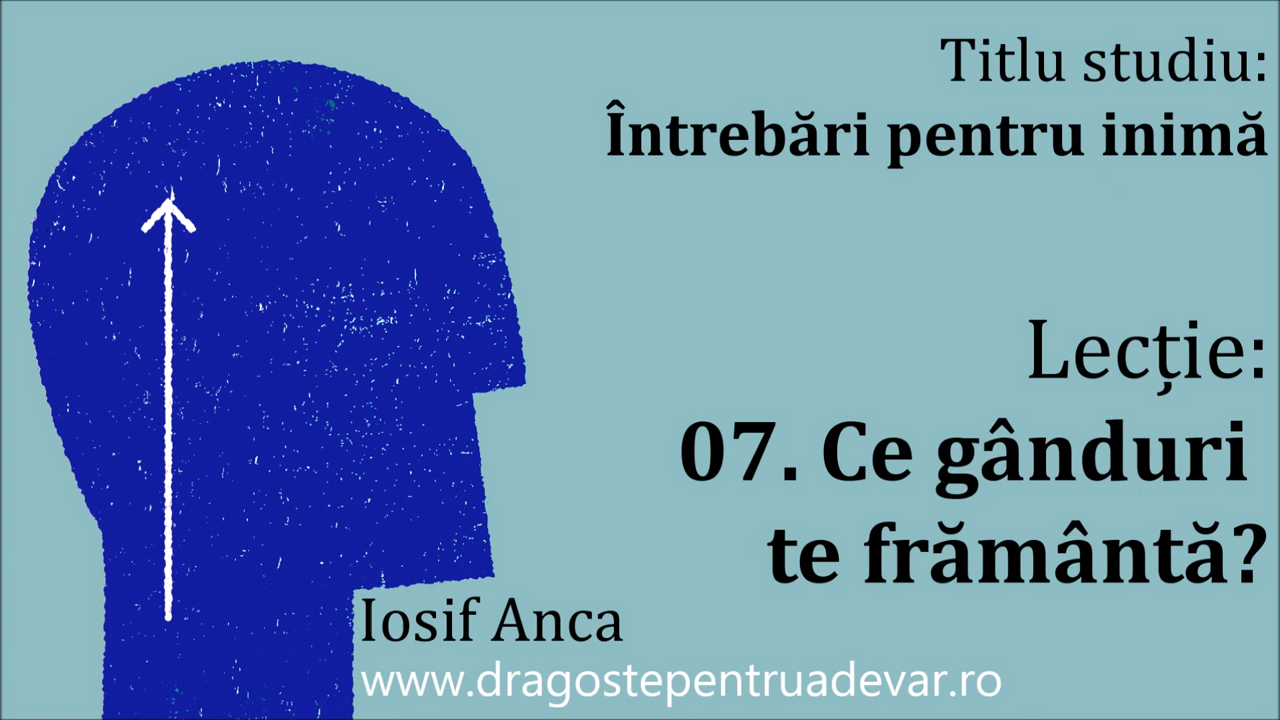 Titlu studiu:
Întrebări pentru inimă
Lecție:
07. Ce gânduri
te frământă?
Iosif Anca
www.dragostepentruadevar.ro